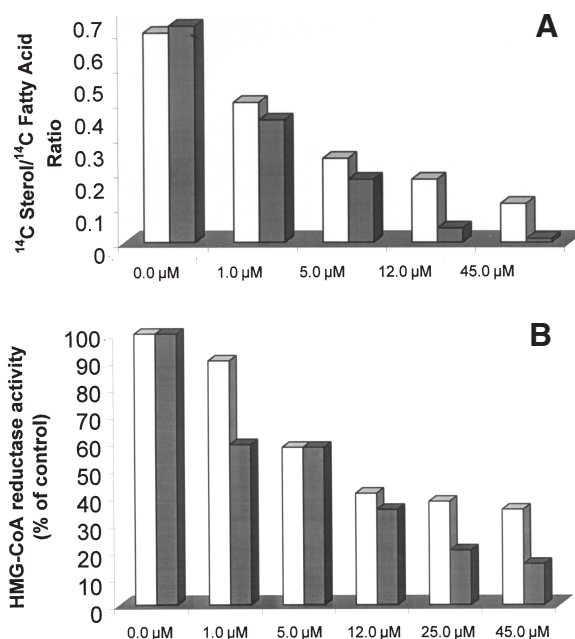 A
¹⁴C Sterol/¹⁴C Fatty Acid
Ratio
0.7
0.5
0.4
0.3
0.2
0.1
0
0.0 µM 1.0 µM 5.0 µM 12.0 µM 45.0 µM
B
HMG-CoA reductase activity
(% of control)
100
90
80
70
60
50
40
30
20
10
0
0.0 µM 1.0 µM 5.0 µM 12.0 µM 25.0 µM 45.0 µM